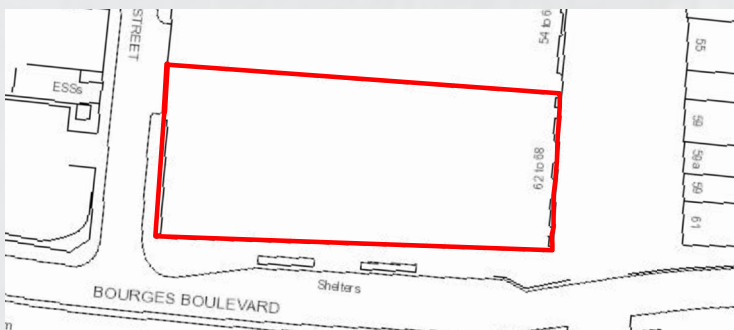 STREET
54 to 6
55
ESSs
59
59a
62 to 68
59
61
Shelters
BOURGES BOULEVARD
m